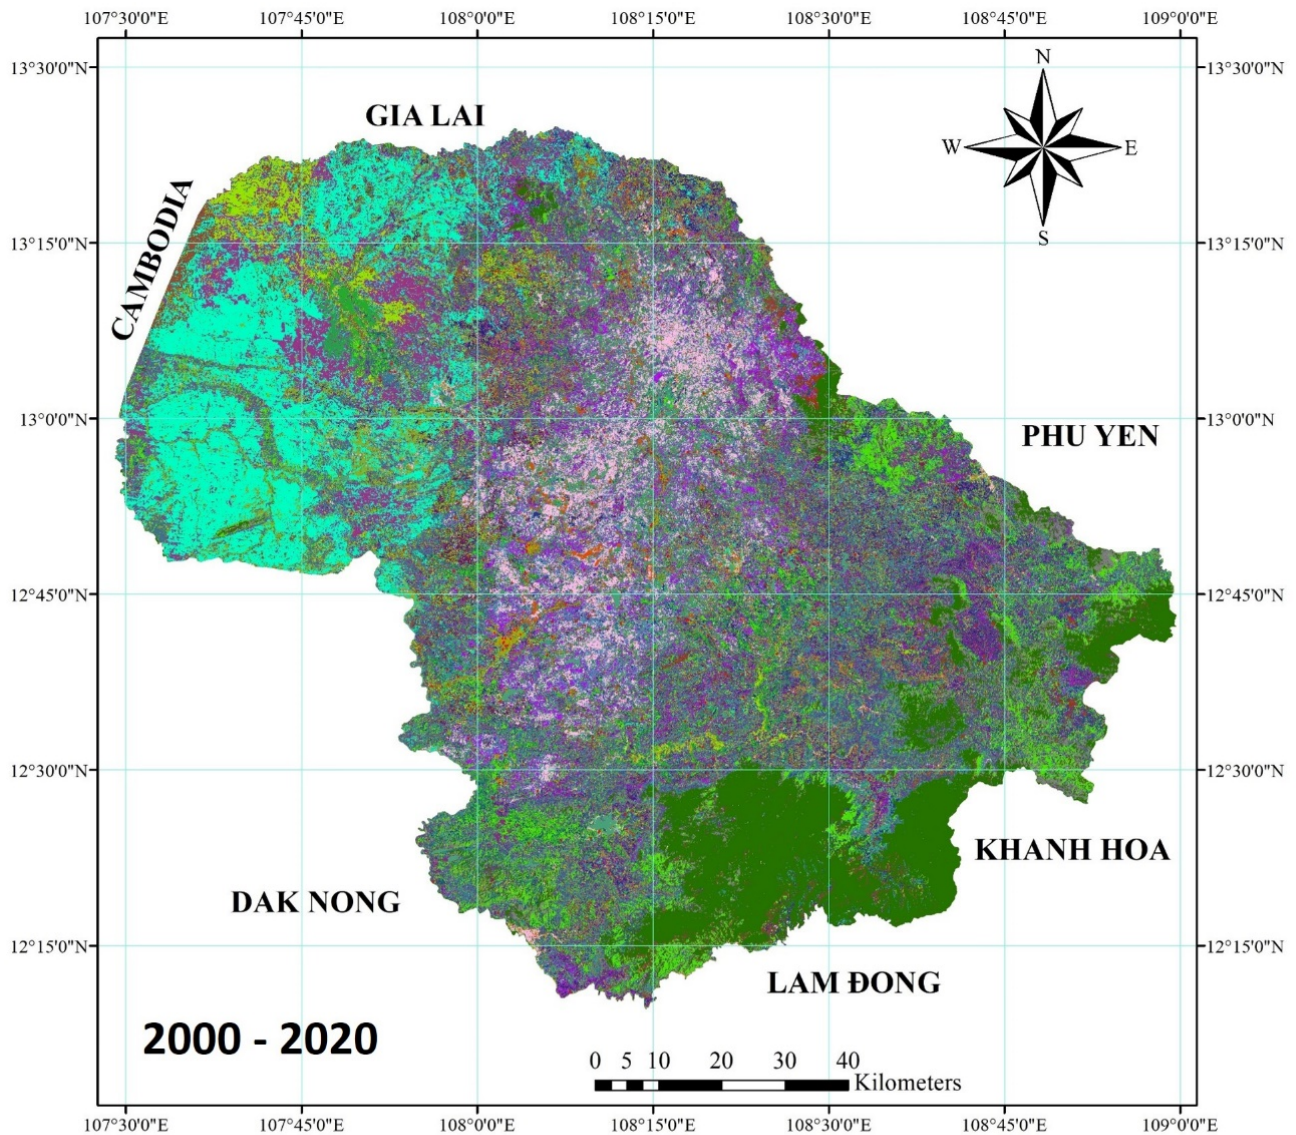 107°30'0"E 107°45'0"E 108°0'0"E 108°15'0"E 108°30'0"E 108°45'0"E 109°0'0"E
13°30'0"N 13°30'0"N
N
GIA LAI
W E
CAMBODIA
S
13°15'0"N 13°15'0"N
13°0'0"N 13°0'0"N
PHU YEN
12°45'0"N 12°45'0"N
12°30'0"N 12°30'0"N
KHANH HOA
DAK NONG
12°15'0"N 12°15'0"N
LAM ĐONG
2000 - 2020
0 5 10 20 30 40
Kilometers
107°30'0"E 107°45'0"E 108°0'0"E 108°15'0"E 108°30'0"E 108°45'0"E 109°0'0"E